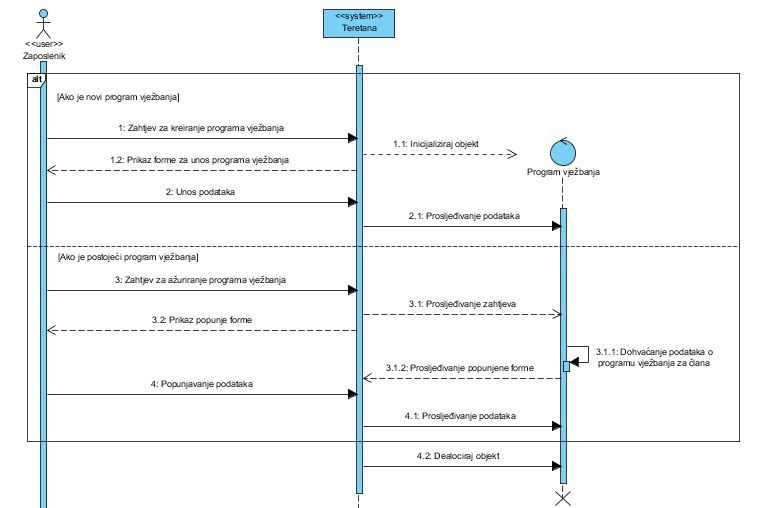 <<user>>
Zaposlenik
<<system>>
Teretana
alt
[Ako je novi program vježbanja]
1: Zahtjev za kreiranje programa vježbanja
1.1: Inicijaliziraj objekt
1.2: Prikaz forme za unos programa vježbanja
Program vježbanja
2: Unos podataka
2.1: Prosljeđivanje podataka
[Ako je postojeći program vježbanja]
3: Zahtjev za ažuriranje programa vježbanja
3.1: Prosljeđivanje zahtjeva
3.2: Prikaz popunje forme
3.1.1: Dohvaćanje podataka o
programu vježbanja za člana
3.1.2: Prosljeđivanje popunjene forme
4: Popunjavanje podataka
4.1: Prosljeđivanje podataka
4.2: Dealociraj objekt